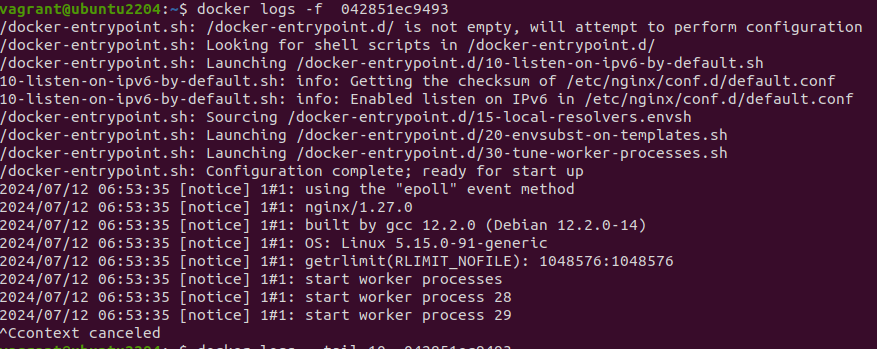 vagrant@ubuntu2204:~$ docker logs -f  042851ec9493
/docker-entrypoint.sh: /docker-entrypoint.d/ is not empty, will attempt to perform configuration
/docker-entrypoint.sh: Looking for shell scripts in /docker-entrypoint.d/
/docker-entrypoint.sh: Launching /docker-entrypoint.d/10-listen-on-ipv6-by-default.sh
10-listen-on-ipv6-by-default.sh: info: Getting the checksum of /etc/nginx/conf.d/default.conf
10-listen-on-ipv6-by-default.sh: info: Enabled listen on IPv6 in /etc/nginx/conf.d/default.conf
/docker-entrypoint.sh: Sourcing /docker-entrypoint.d/15-local-resolvers.envsh
/docker-entrypoint.sh: Launching /docker-entrypoint.d/20-envsubst-on-templates.sh
/docker-entrypoint.sh: Launching /docker-entrypoint.d/30-tune-worker-processes.sh
/docker-entrypoint.sh: Configuration complete; ready for start up
2024/07/12 06:53:35 [notice] 1#1: using the "epoll" event method
2024/07/12 06:53:35 [notice] 1#1: nginx/1.27.0
2024/07/12 06:53:35 [notice] 1#1: built by gcc 12.2.0 (Debian 12.2.0-14)
2024/07/12 06:53:35 [notice] 1#1: OS: Linux 5.15.0-91-generic
2024/07/12 06:53:35 [notice] 1#1: getrlimit(RLIMIT_NOFILE): 1048576:1048576
2024/07/12 06:53:35 [notice] 1#1: start worker processes
2024/07/12 06:53:35 [notice] 1#1: start worker process 28
2024/07/12 06:53:35 [notice] 1#1: start worker process 29
^Ccontext canceled